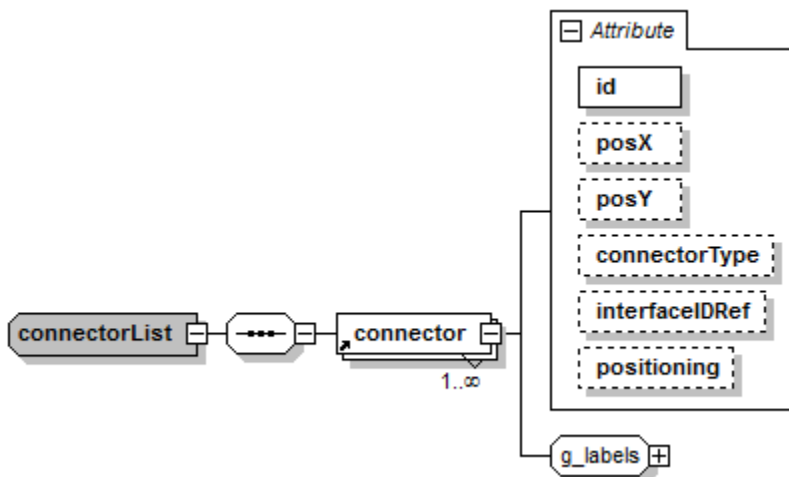 Attribute
id
posX
posY
connectorType
interfaceIDRef
positioning
connectorList
connector
1..∞
g_labels